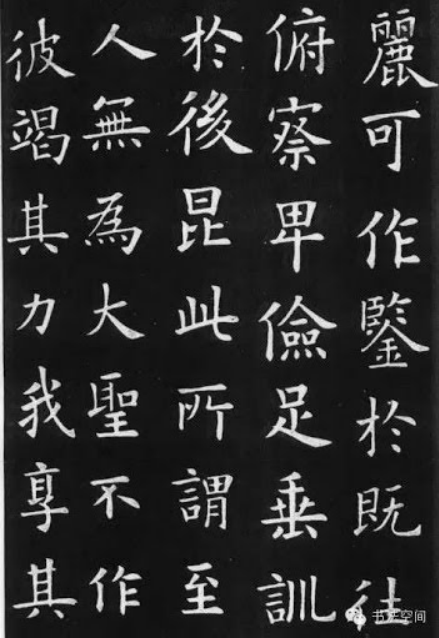 麗可作鑒於既往
俯察卑儉足垂訓
於後昆此所謂至
人無為大聖不作
彼竭其力我享其
书法空间